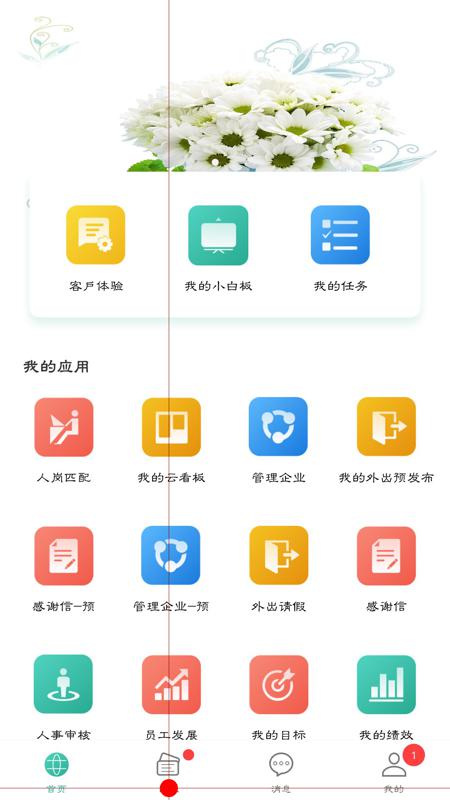 客户体验 我的小白板 我的任务
我的应用
人岗匹配 我的云看板 管理企业 我的外出预发布
感谢信-预 管理企业-预 外出请假 感谢信
人事审核 员工发展 我的目标 我的绩效
1
首页 消息 我的